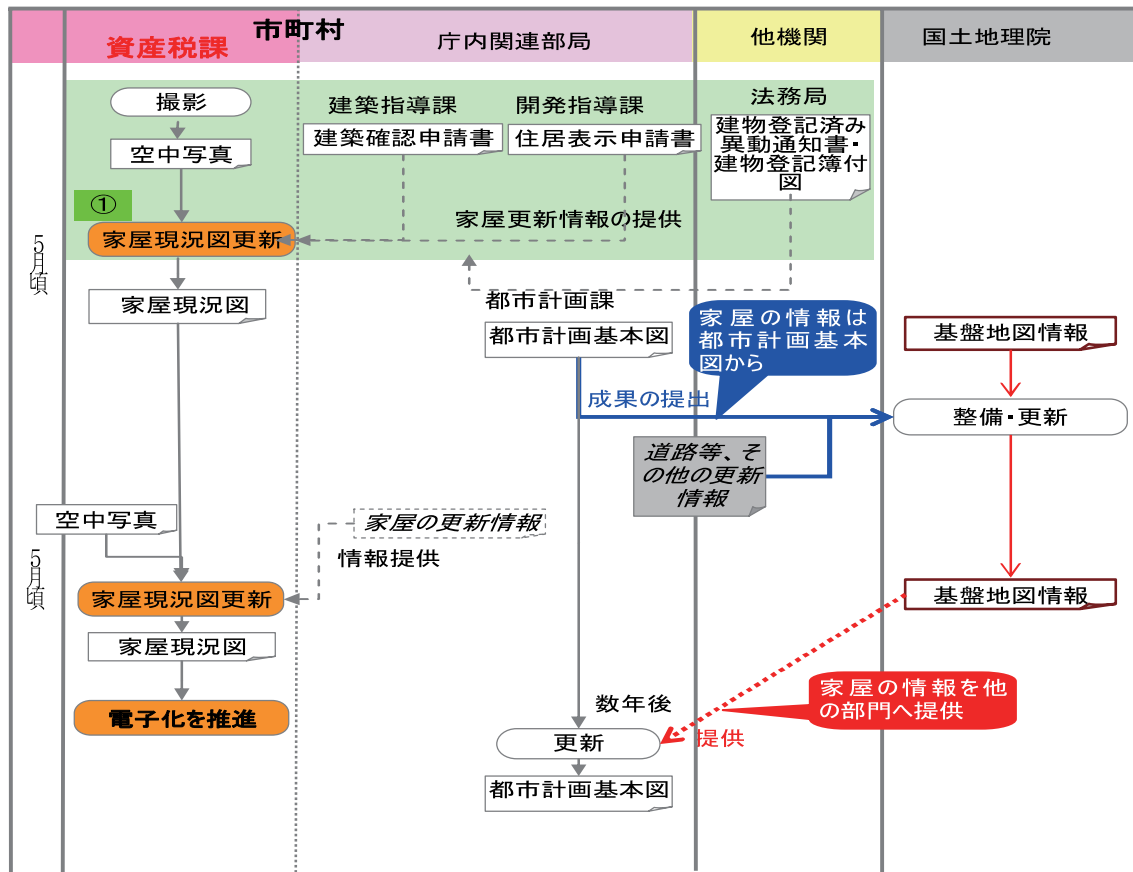 市町村
資産税課
庁内関連部局
他機関
国土地理院
撮影
空中写真
建築指導課
建築確認申請書
開発指導課
住居表示申請書
法務局
建物登記済み
異動通知書・
建物登記簿付
図
①
家屋更新情報の提供
家屋現況図更新
5月頃
家屋現況図
都市計画課
都市計画基本図
家屋の情報は
都市計画基本
図から
基盤地図情報
成果の提出
整備・更新
道路等、そ
の他の更新
情報
空中写真
家屋の更新情報
情報提供
5月頃
家屋現況図更新
基盤地図情報
家屋現況図
家屋の情報を他
の部門へ提供
電子化を推進
数年後
提供
更新
都市計画基本図